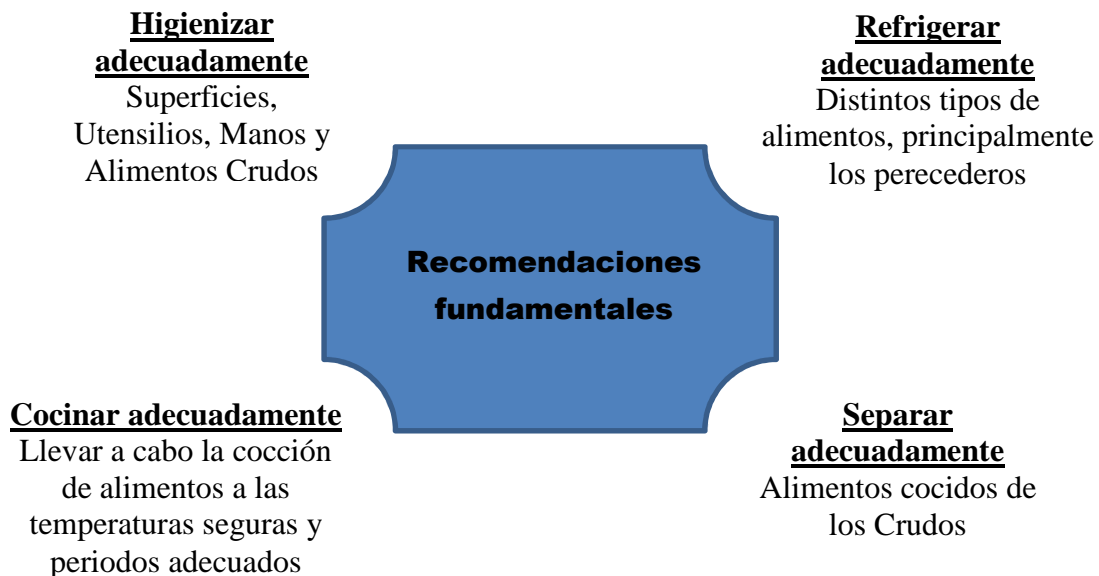 Higienizar
adecuadamente
Superficies,
Utensilios, Manos y
Alimentos Crudos
Refrigerar
adecuadamente
Distintos tipos de
alimentos, principalmente
los perecederos
Recomendaciones
fundamentales
Cocinar adecuadamente
Llevar a cabo la cocción
de alimentos a las
temperaturas seguras y
periodos adecuados
Separar
adecuadamente
Alimentos cocidos de
los Crudos